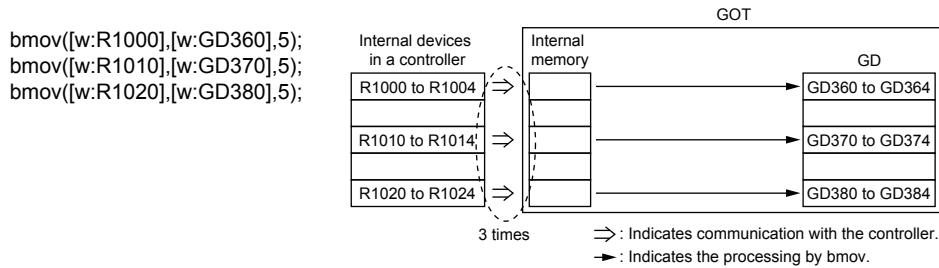 bmov([w:R1000],[w:GD360],5);
bmov([w:R1010],[w:GD370],5);
bmov([w:R1020],[w:GD380],5);
GOT
Internal devices
in a controller
Internal
memory
GD
R1000 to R1004
GD360 to GD364
R1010 to R1014
GD370 to GD374
R1020 to R1024
GD380 to GD384
3 times
⇒ : Indicates communication with the controller.
→ : Indicates the processing by bmov.